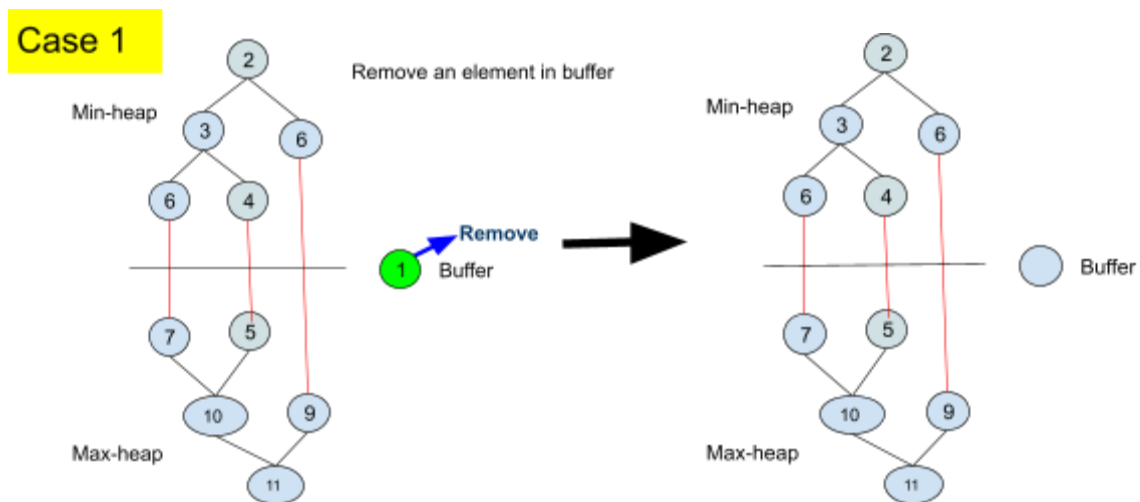 Case 1
Remove an element in buffer
Min-heap
2
3
6
6
4
Remove
1
Buffer
7
5
10
9
Max-heap
11
Min-heap
2
3
6
6
4
Buffer
7
5
10
9
Max-heap
11